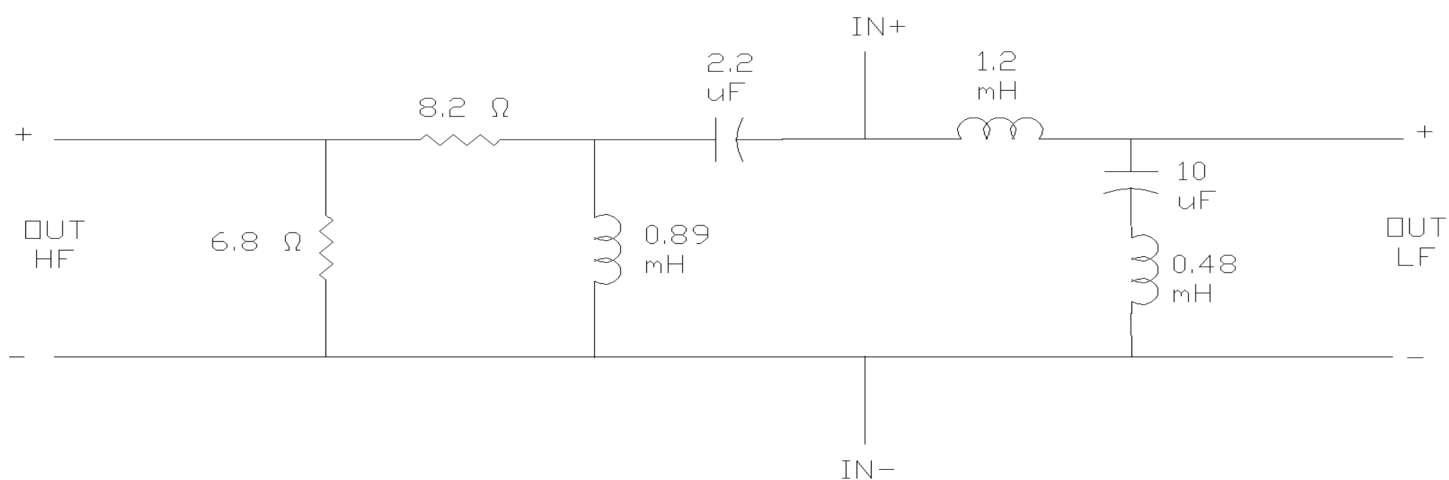 IN+
2.2
uF
1.2
mH
8.2 Ω
+
+
10
uF
OUT
HF
6.8 Ω
0.89
mH
OUT
LF
0.48
mH
−
−
IN−